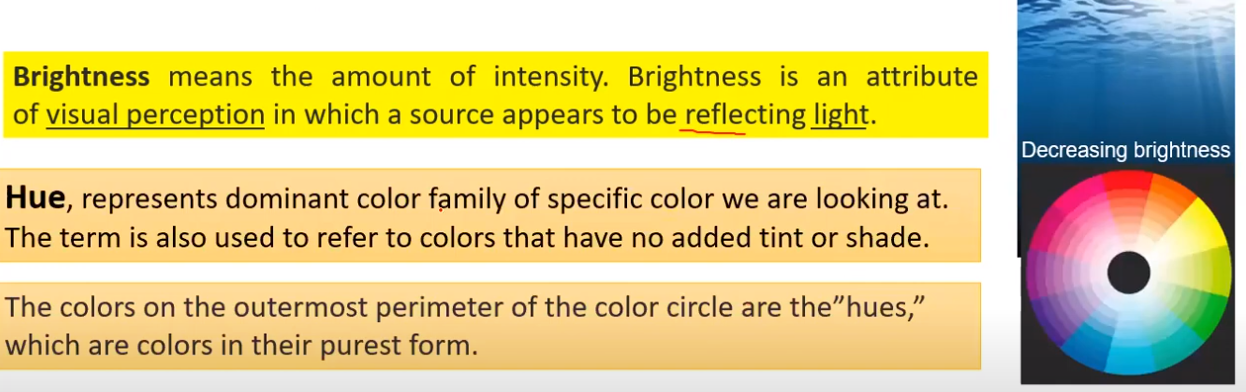 Brightness means the amount of intensity. Brightness is an attribute
of visual perception in which a source appears to be reflecting light.
Decreasing brightness
Hue, represents dominant color family of specific color we are looking at.
The term is also used to refer to colors that have no added tint or shade.
The colors on the outermost perimeter of the color circle are the”hues,”
which are colors in their purest form.